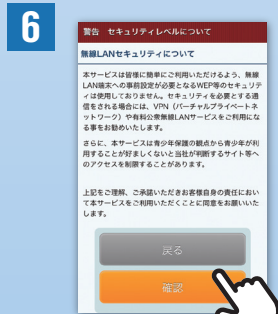 6
警告 セキュリティレベルについて
無線LANセキュリティについて
本サービスは皆様に簡単にご利用いただけるよう、無線
LAN端末への事前設定が必要となるWEP等のセキュリテ
ィは使用しておりません。セキュリティを必要とする通
信をされる場合には、VPN（バーチャルプライベートネ
ットワーク）や有料公衆無線LANサービスをご利用にな
る事をお勧めいたします。
さらに、本サービスは青少年保護の観点から青少年が利
用することが好ましくないと当社が判断するサイト等へ
のアクセスを制限することがあります。
上記をご理解、ご承諾いただきお客様自身の責任におい
て本サービスをご利用いただくことに同意をお願いいた
します。
戻る
確認